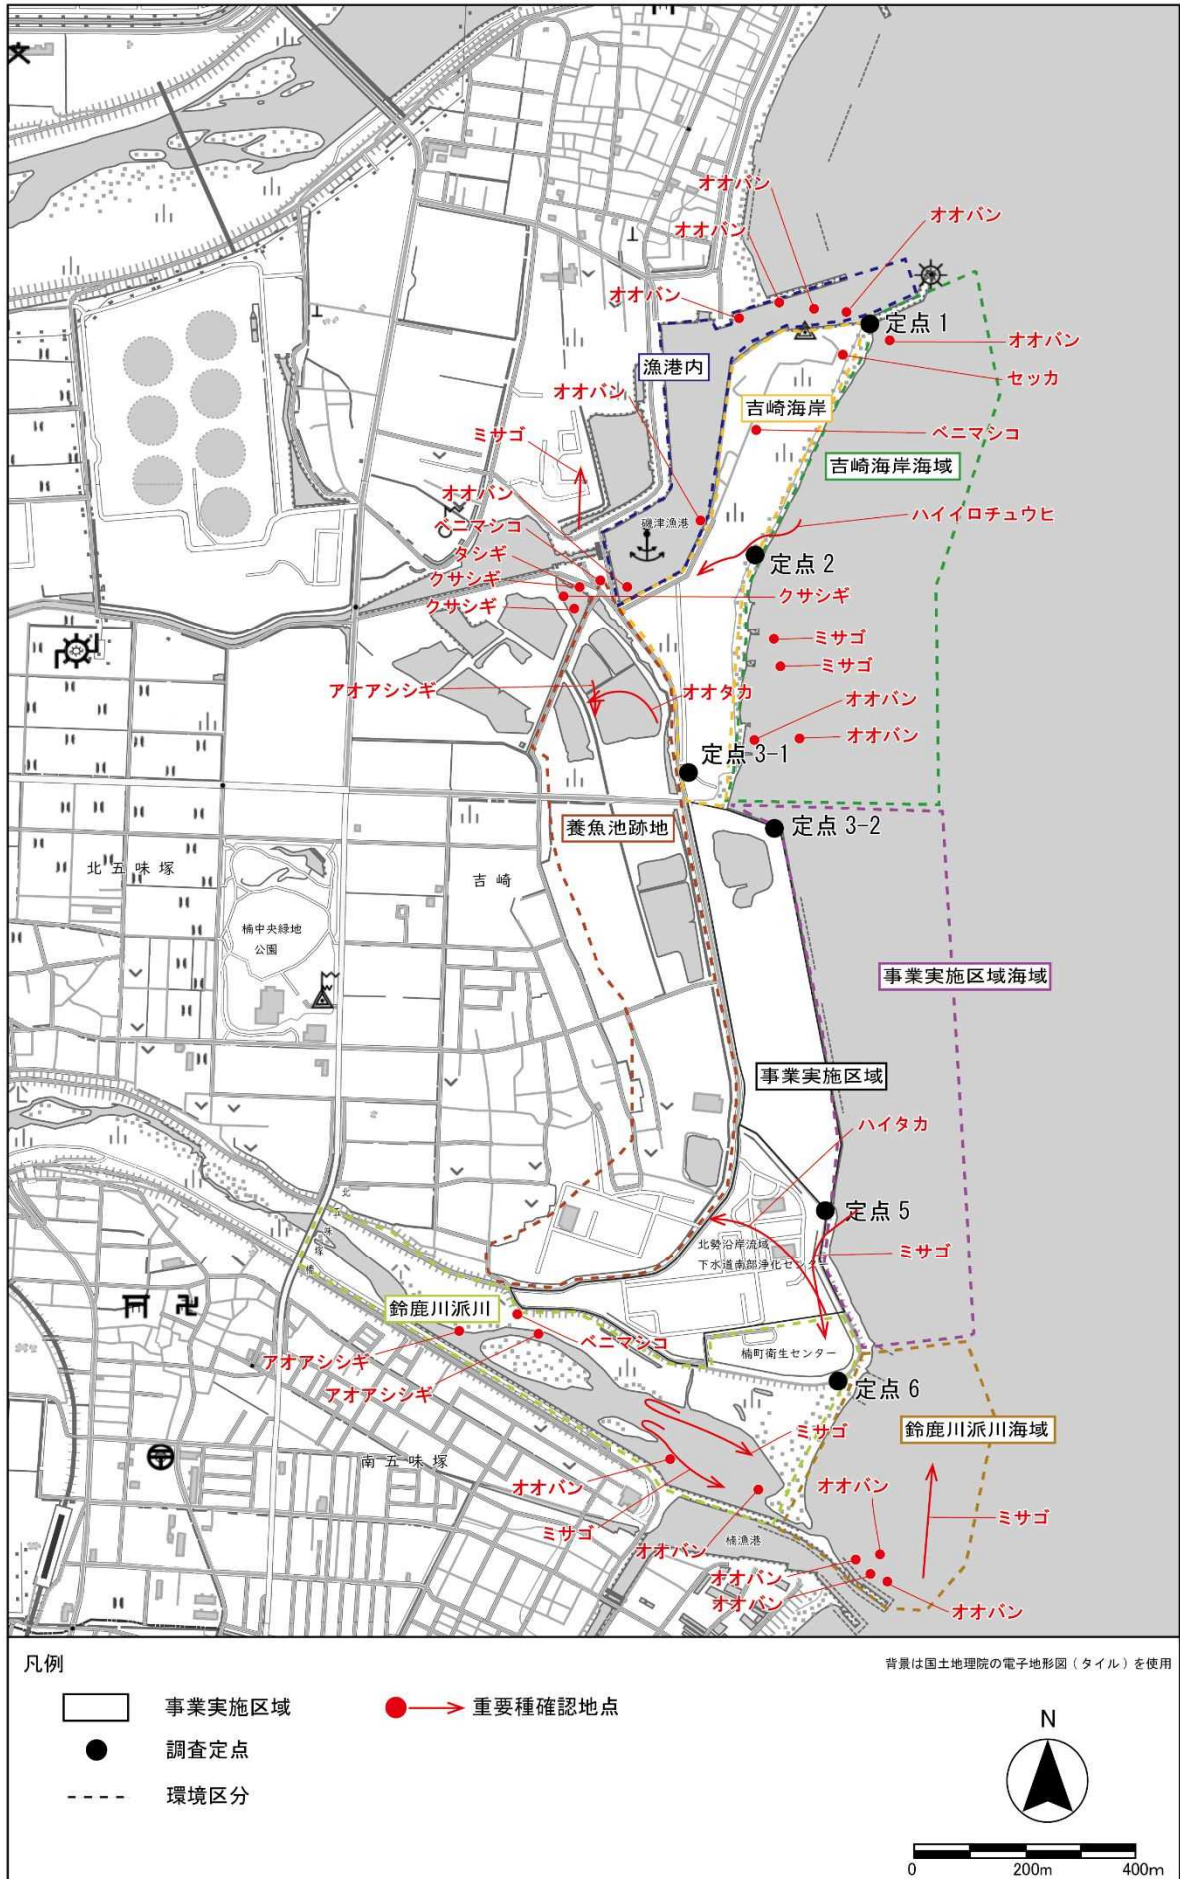 オオバン
オオバン
オオバン
オオバン
定点 1
オオバン
漁港内
セッカ
オオバン
吉崎海岸
ミサゴ
ベニマシコ
吉崎海岸海域
オオバン
ハイイロチュウヒ
ベニマシコ
磯津漁港
タシギ
定点 2
クサシギ
クサシギ
クサシギ
ミサゴ
ミサゴ
アオアシシギ
オオタカ
オオバン
オオバン
定点 3-1
養魚池跡地
定点 3-2
北五味塚
吉崎
楠中央緑地
公園
事業実施区域海域
事業実施区域
ハイタカ
定点 5
北勢沿岸流域
下水道南部浄化センター
ミサゴ
北五味塚橋
鈴鹿川派川
ベニマシコ
楠町衛生センター
アオアシシギ
定点 6
アオアシシギ
ミサゴ
鈴鹿川派川海域
南五味塚
オオバン
オオバン
ミサゴ
ミサゴ
オオバン
楠漁港
オオバン
オオバン
オオバン
凡例
背景は国土地理院の電子地形図（タイル）を使用
事業実施区域
重要種確認地点
調査定点
環境区分
N
0 200m 400m